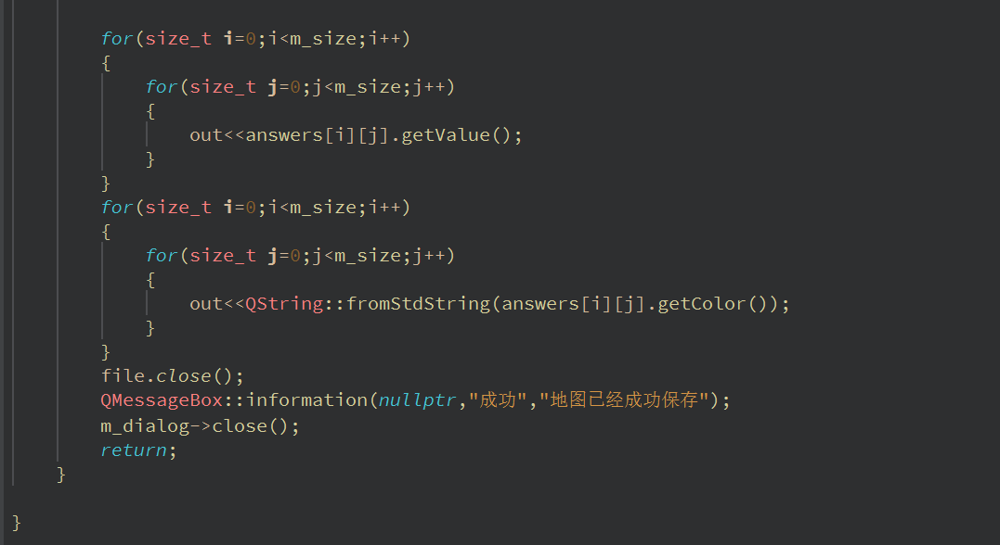 for(size_t i=0;i<m_size;i++)
{
for(size_t j=0;j<m_size;j++)
{
out<<answers[i][j].getValue();
}
}
for(size_t i=0;i<m_size;i++)
{
for(size_t j=0;j<m_size;j++)
{
out<<QString::fromStdString(answers[i][j].getColor());
}
}
file.close();
QMessageBox::information(nullptr,"成功","地图已经成功保存");
m_dialog->close();
return;
}
}